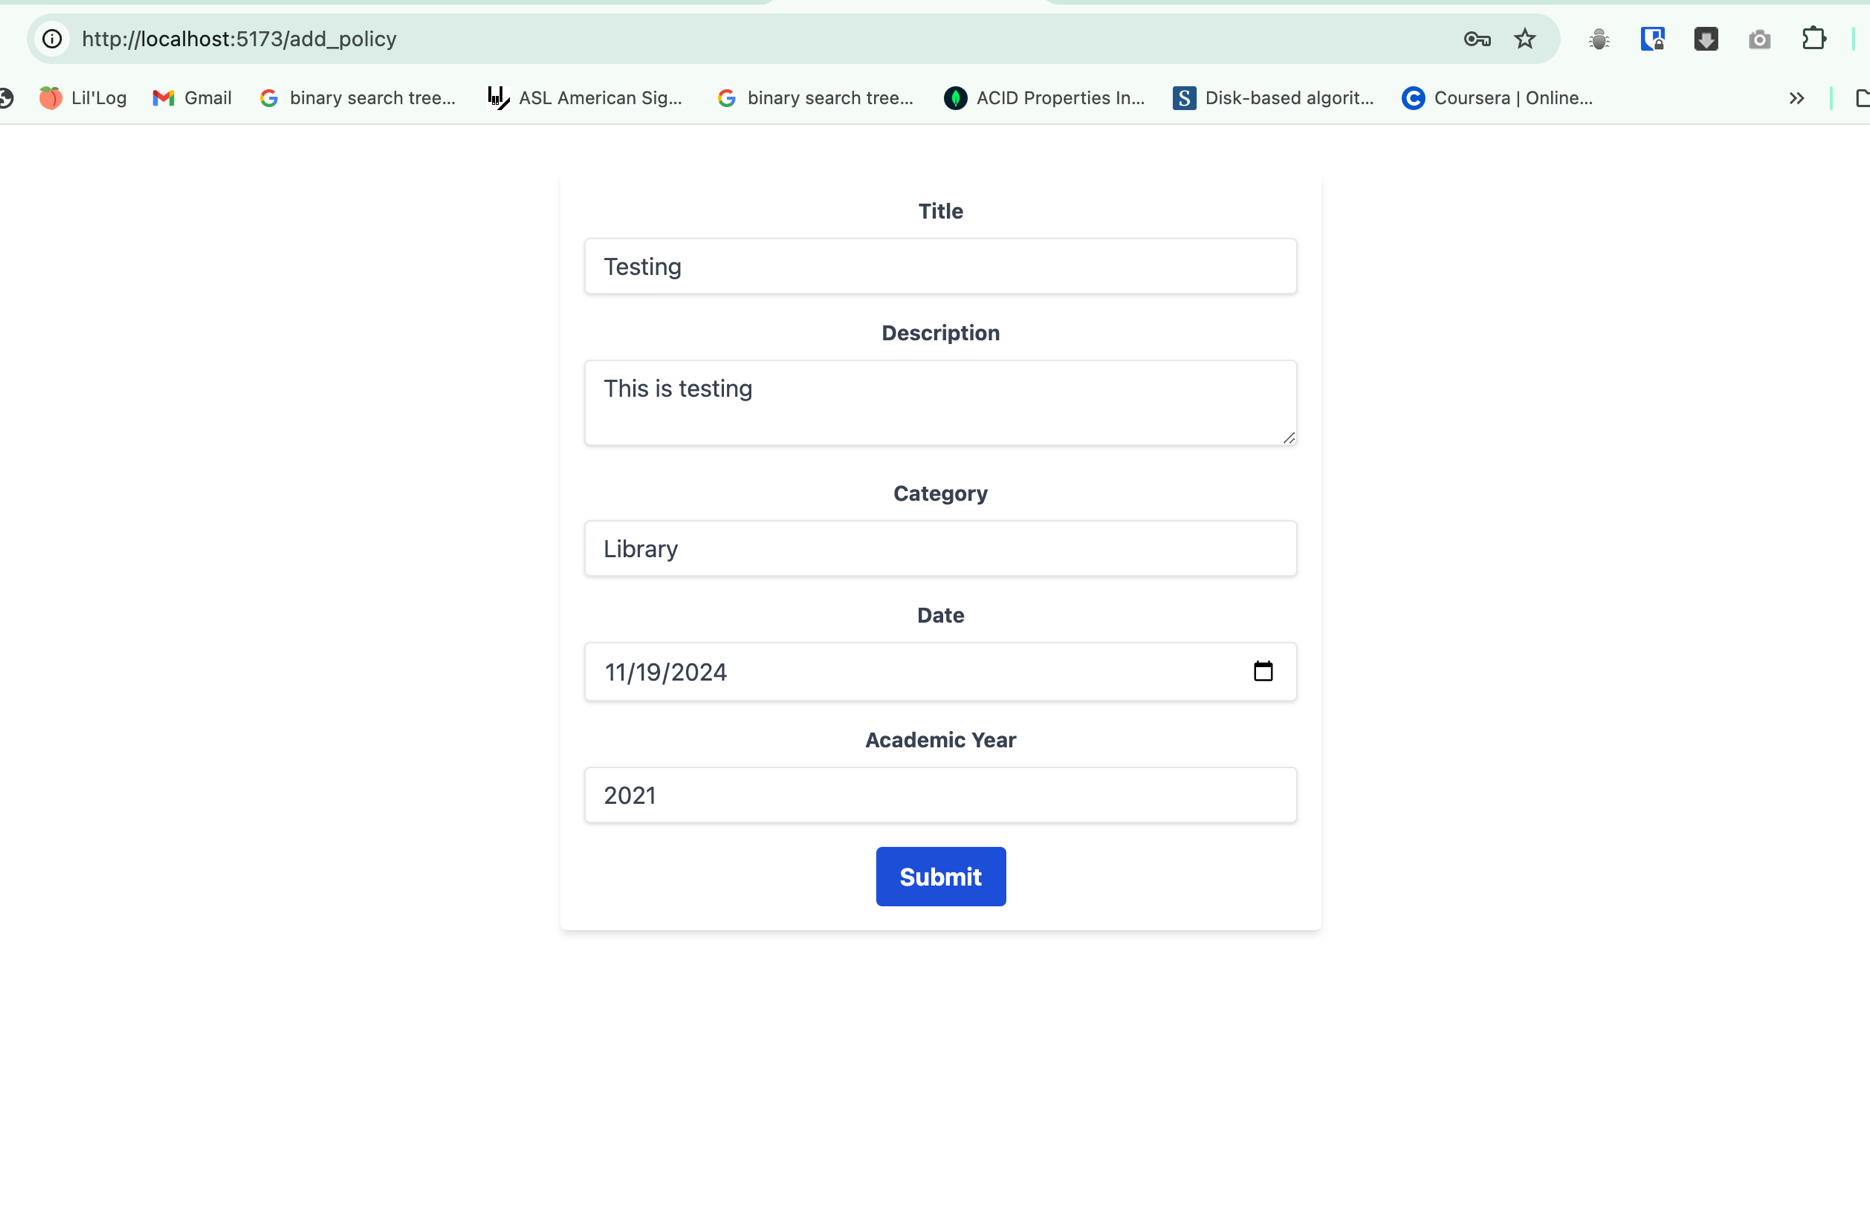 http://localhost:5173/add_policy
Lil'Log Gmail binary search tree... ASL American Sig... binary search tree... ACID Properties In... S Disk-based algorit... Coursera | Online... »
Title
Testing
Description
This is testing
Category
Library
Date
11/19/2024
Academic Year
2021
Submit